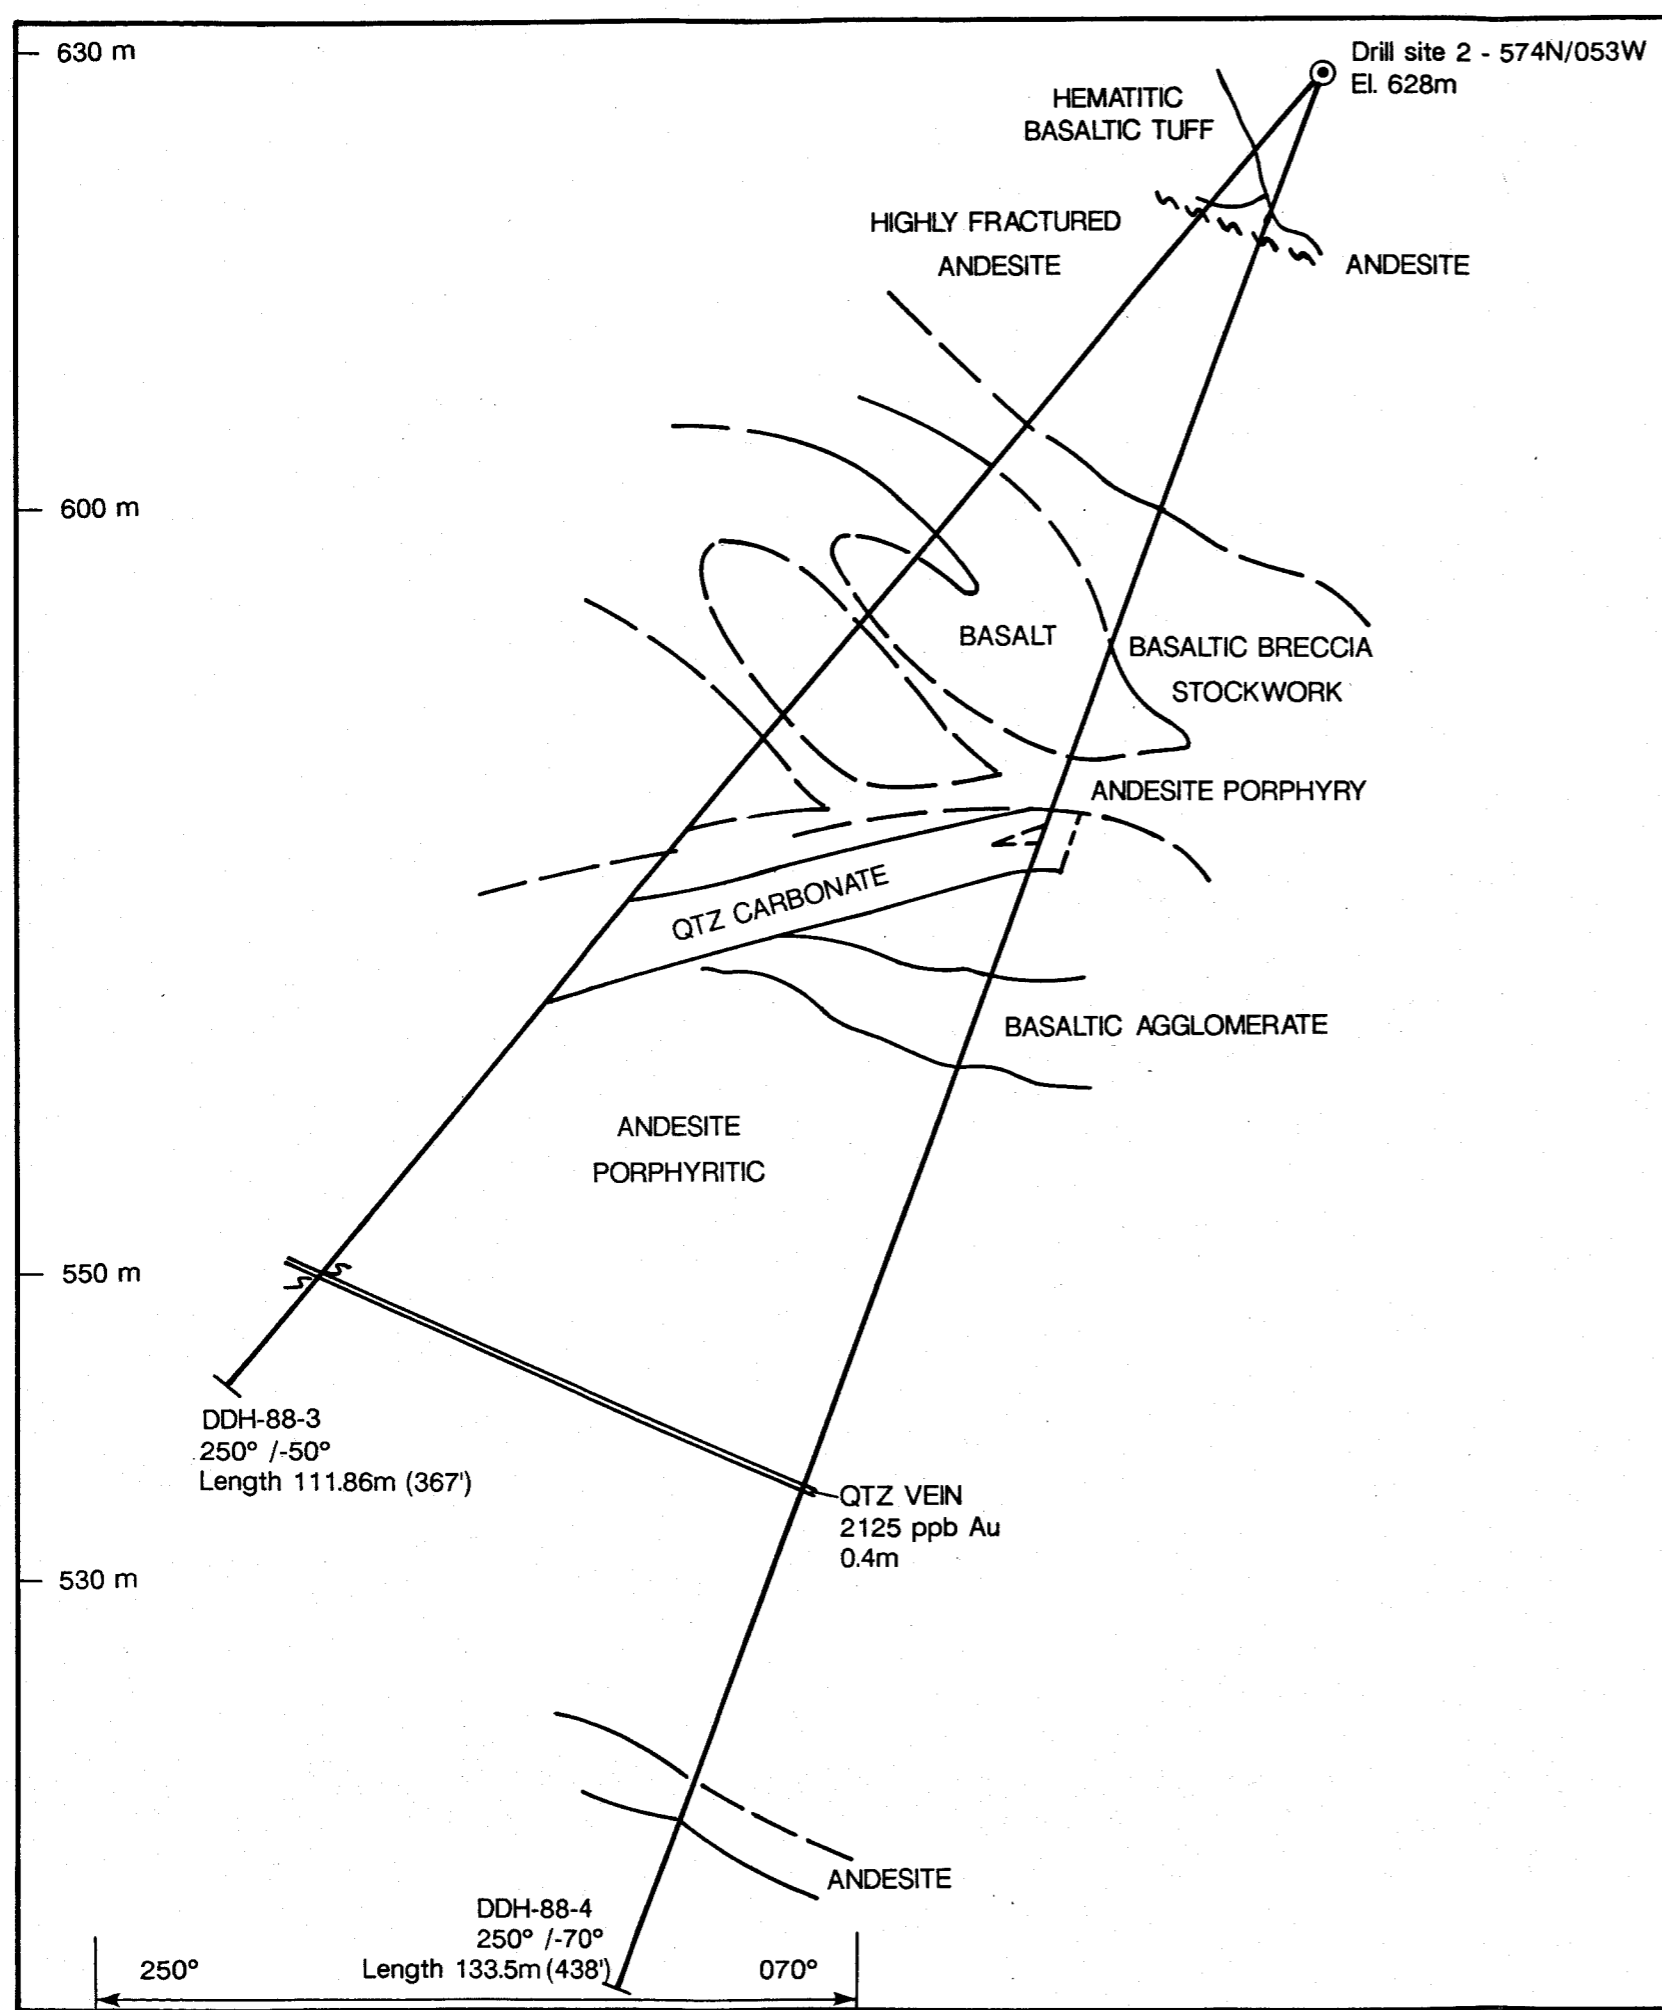 630 m
Drill site 2 - 574N/053W
El. 628m
HEMATITIC
BASALTIC TUFF
HIGHLY FRACTURED
ANDESITE
ANDESITE
600 m
BASALT
BASALTIC BRECCIA
STOCKWORK
ANDESITE PORPHYRY
QTZ CARBONATE
BASALTIC AGGLOMERATE
ANDESITE
PORPHYRITIC
550 m
DDH-88-3
250° /-50°
Length 111.86m (367')
QTZ VEIN
2125 ppb Au
0.4m
530 m
ANDESITE
DDH-88-4
250° /-70°
Length 133.5m (438')
250°
070°